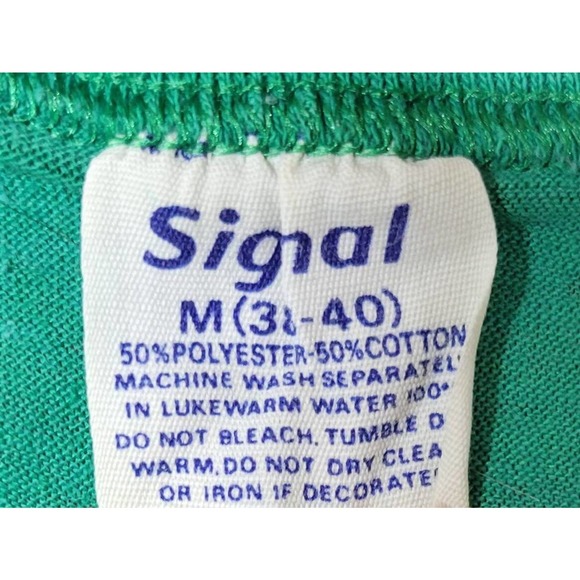 Signal
M (38-40)
50% POLYESTER-50% COTTON
MACHINE WASH SEPARATEL
IN LUKEWARM WATER 100°
DO NOT BLEACH. TUMBLE D
WARM. DO NOT DRY CLEA
OR IRON IF DECORATE